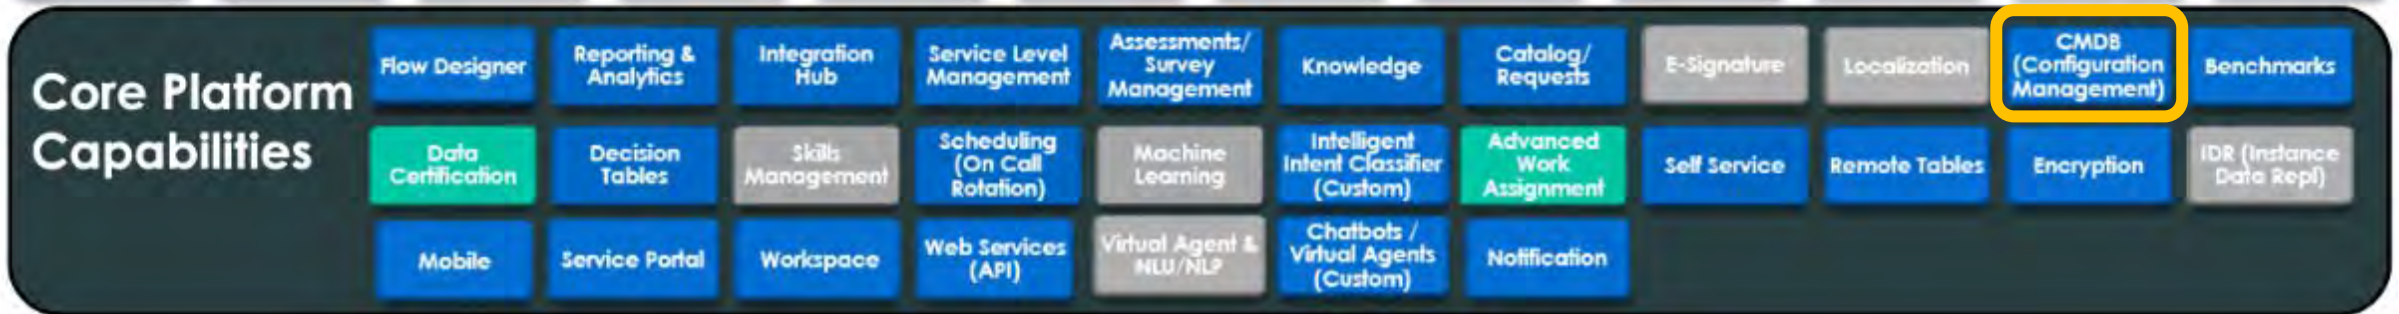 Core Platform
Capabilities
Flow Designer
Reporting &
Analytics
Integration
Hub
Service Level
Management
Assessments/
Survey
Management
Knowledge
Catalog/
Requests
E-Signature
Localization
CMDB
(Configuration
Management)
Benchmarks
Data
Certification
Decision
Tables
Skills
Management
Scheduling
(On Call
Rotation)
Machine
Learning
Intelligent
Intent Classifier
(Custom)
Advanced
Work
Assignment
Self Service
Remote Tables
Encryption
IDR (Instance
Data Repl)
Mobile
Service Portal
Workspace
Web Services
(API)
Virtual Agent &
NLU/NLP
Chatbots /
Virtual Agents
(Custom)
Notification